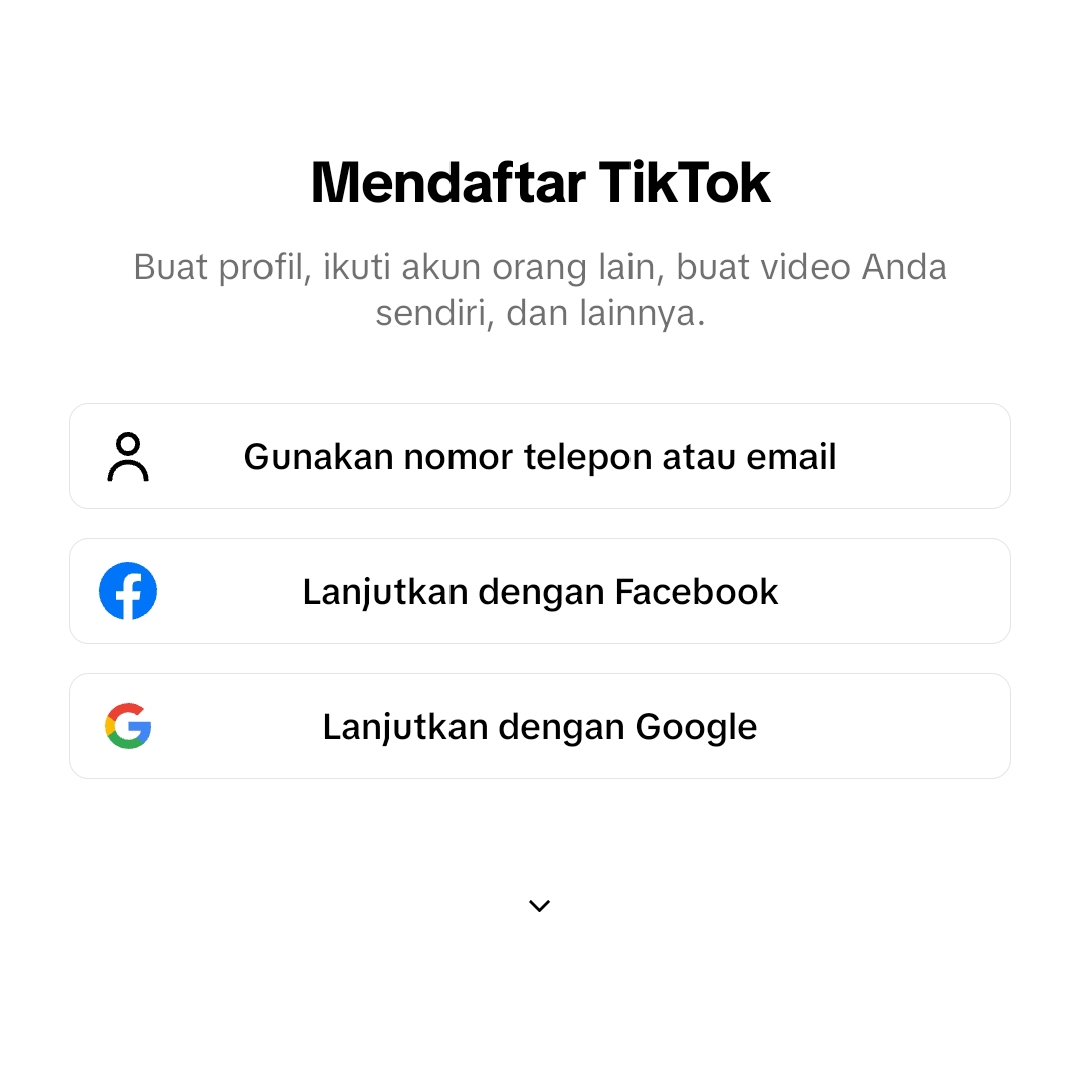 Mendaftar TikTok
Buat profil, ikuti akun orang lain, buat video Anda
sendiri, dan lainnya.
Gunakan nomor telepon atau email
Lanjutkan dengan Facebook
Lanjutkan dengan Google